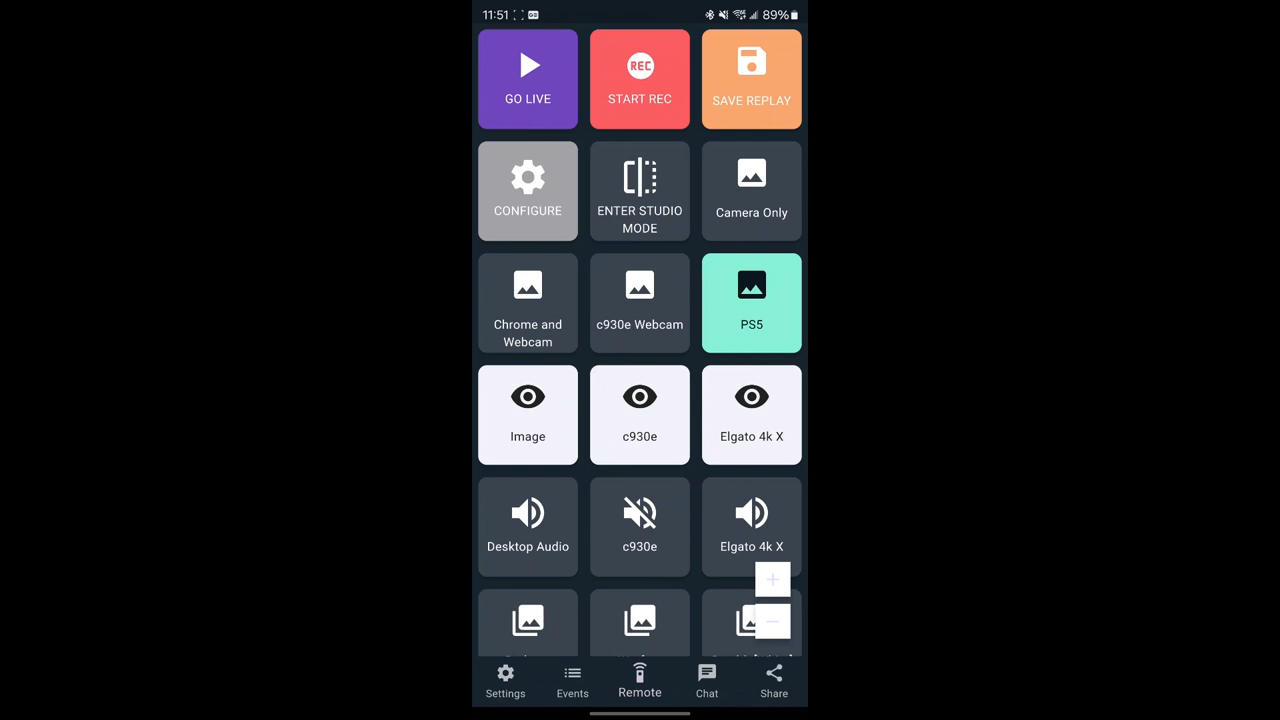 11:51
89%
GO LIVE
REC
START REC
SAVE REPLAY
CONFIGURE
ENTER STUDIO
MODE
Camera Only
Chrome and
Webcam
c930e Webcam
PS5
Image
c930e
Elgato 4k X
Desktop Audio
c930e
Elgato 4k X
+
−
Settings
Events
Remote
Chat
Share